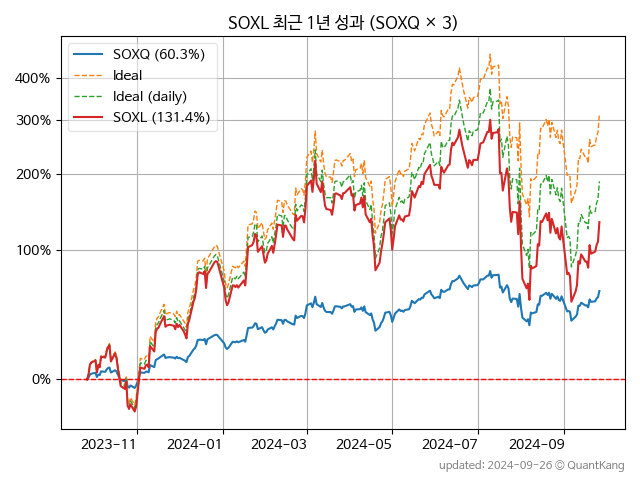 SOXL 최근 1년 성과 (SOXQ × 3)
SOXQ (60.3%)
Ideal
Ideal (daily)
SOXL (131.4%)
400%
300%
200%
100%
0%
2023-11
2024-01
2024-03
2024-05
2024-07
2024-09
updated: 2024-09-26 © QuantKang